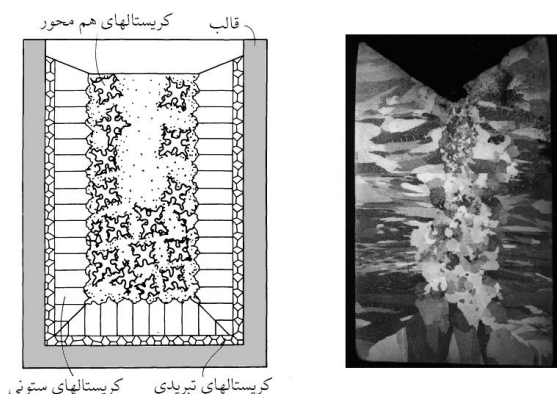 کریستالهای هم محور
قالب
کریستالهای ستونی
کریستالهای تبریدی